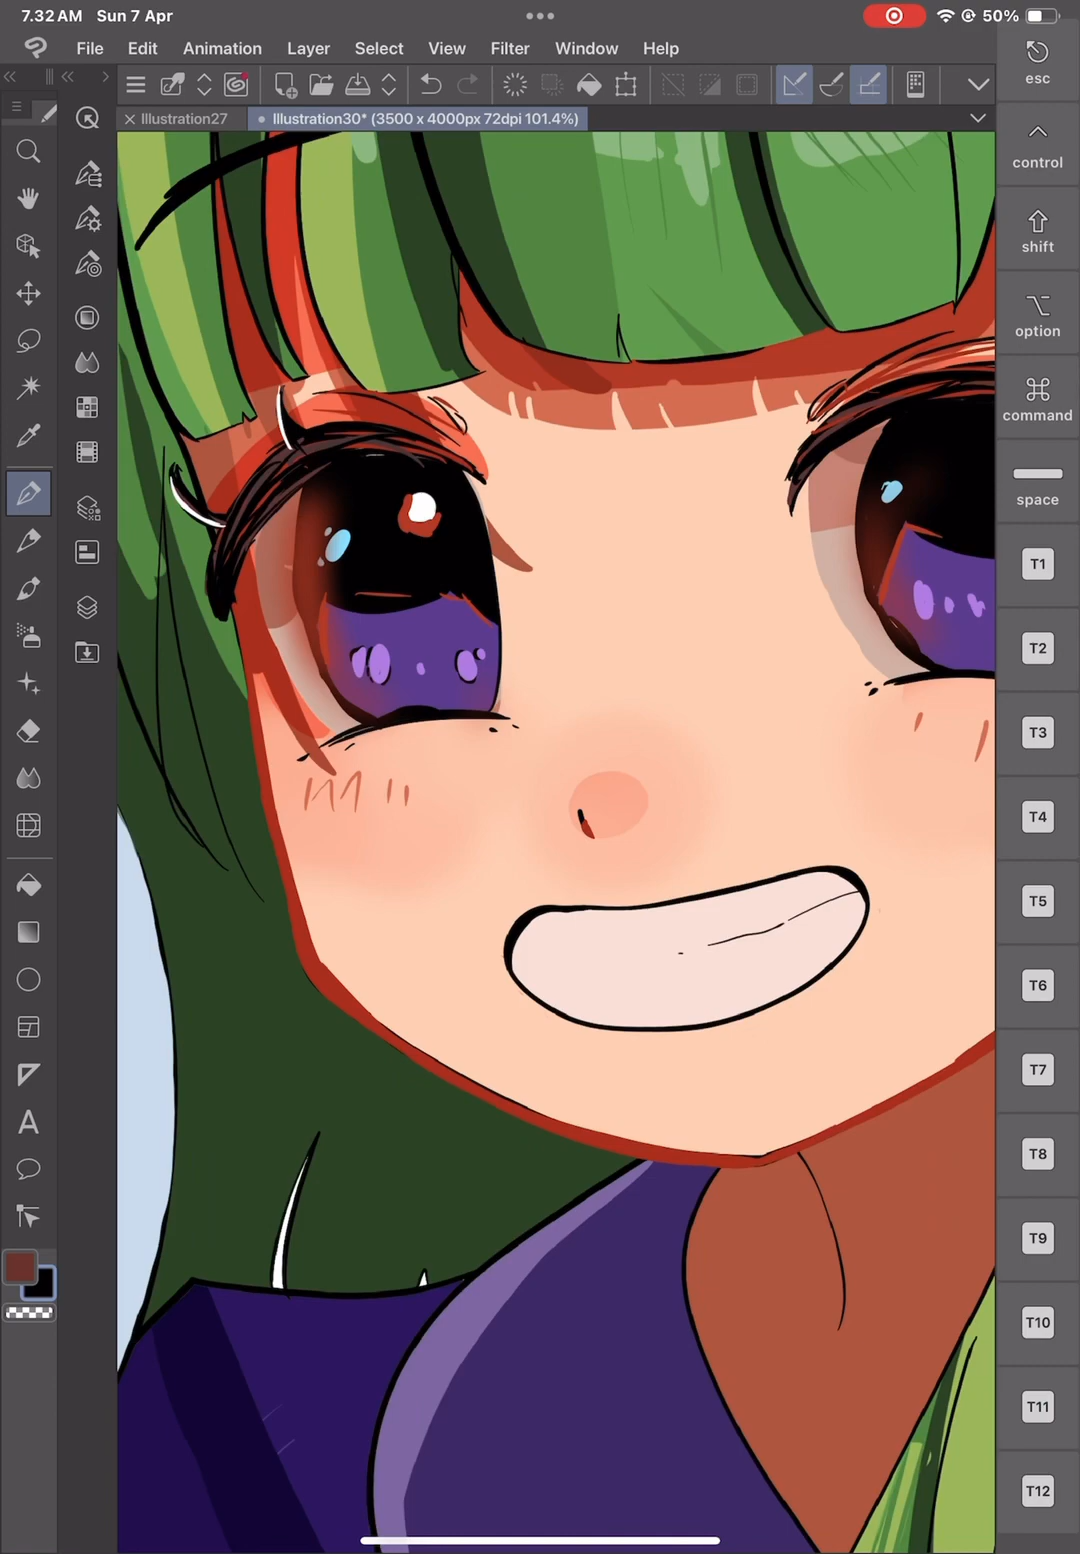 7.32 AM Sun 7 Apr
50%
File Edit Animation Layer Select View Filter Window Help
Illustration27
Illustration30* (3500 x 4000px 72dpi 101.4%)
A
esc
control
shift
option
command
space
T1
T2
T3
T4
T5
T6
T7
T8
T9
T10
T11
T12